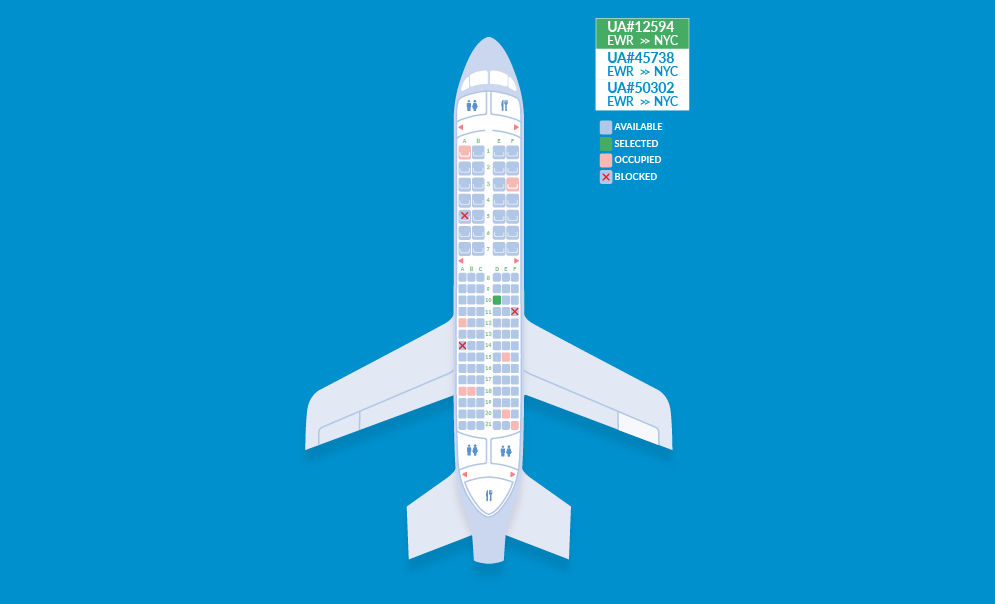 UA#12594
EWR >> NYC
UA#45738
EWR >> NYC
UA#50302
EWR >> NYC
AVAILABLE
SELECTED
OCCUPIED
BLOCKED
A B E F
1
2
3
4
5
6
7
A B C D E F
8
9
10
11
12
13
14
15
16
17
18
19
20
21